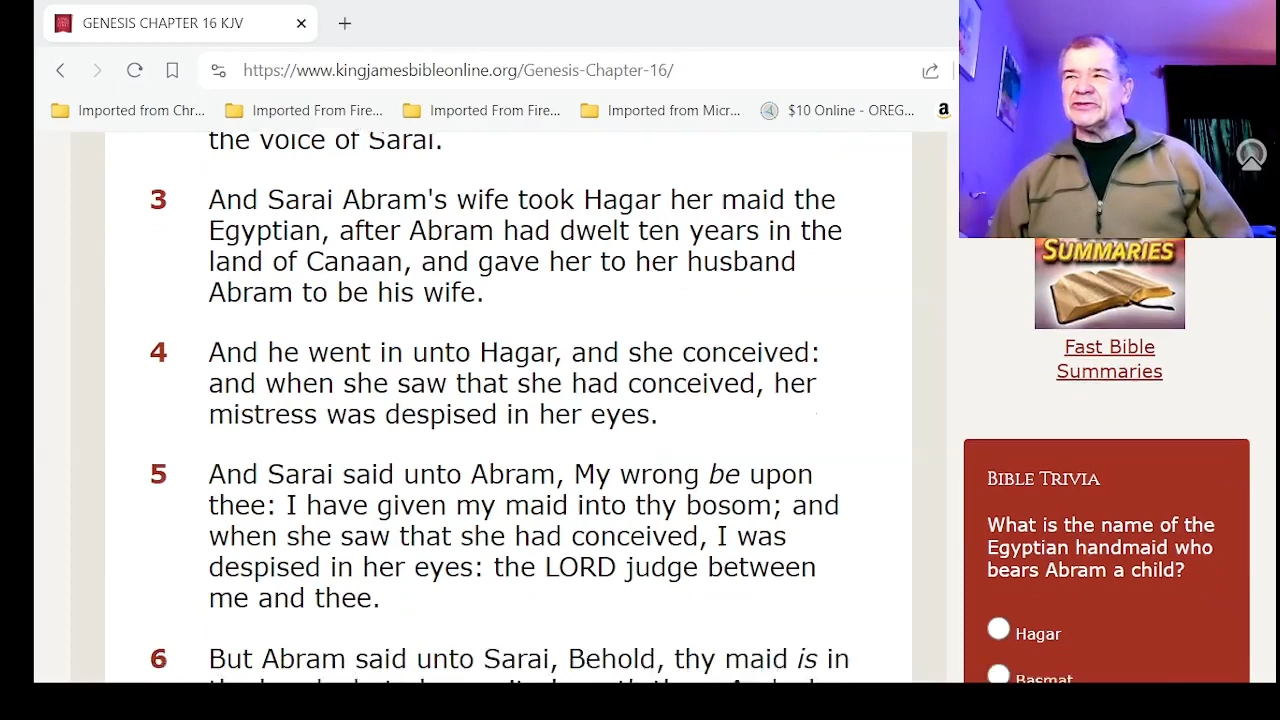 GENESIS CHAPTER 16 KJV
https://www.kingjamesbibleonline.org/Genesis-Chapter-16/
Imported from Chr...
Imported From Fire...
Imported From Fire...
Imported from Micr...
$10 Online - OREG...
a
the voice of Sarai.
3 And Sarai Abram's wife took Hagar her maid the
Egyptian, after Abram had dwelt ten years in the
land of Canaan, and gave her to her husband
Abram to be his wife.
4 And he went in unto Hagar, and she conceived:
and when she saw that she had conceived, her
mistress was despised in her eyes.
5 And Sarai said unto Abram, My wrong be upon
thee: I have given my maid into thy bosom; and
when she saw that she had conceived, I was
despised in her eyes: the LORD judge between
me and thee.
6 But Abram said unto Sarai, Behold, thy maid is in
SUMMARIES
Fast Bible
Summaries
BIBLE TRIVIA
What is the name of the
Egyptian handmaid who
bears Abram a child?
Hagar
Basmat